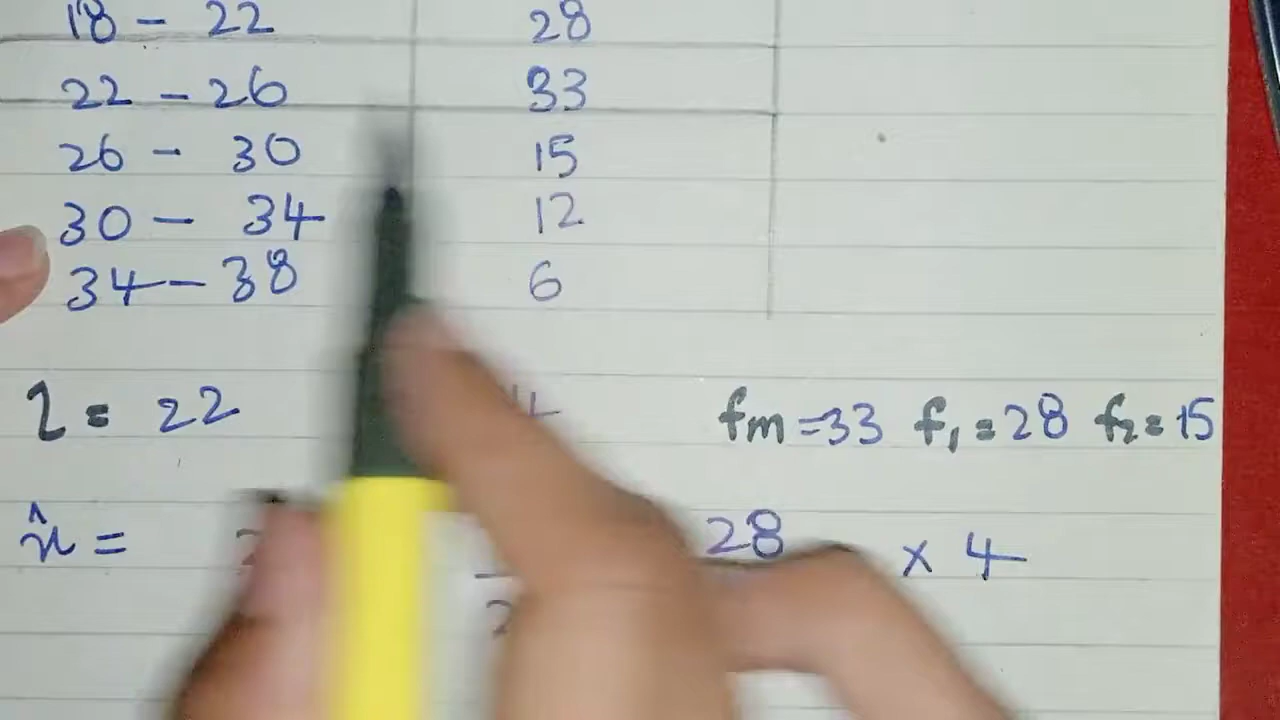 18 - 22 28
22 - 26 33
26 - 30 15
30 - 34 12
34 - 38 6
l = 22 fm = 33 f₁ = 28 f₂ = 15
x̂ = 28 × 4